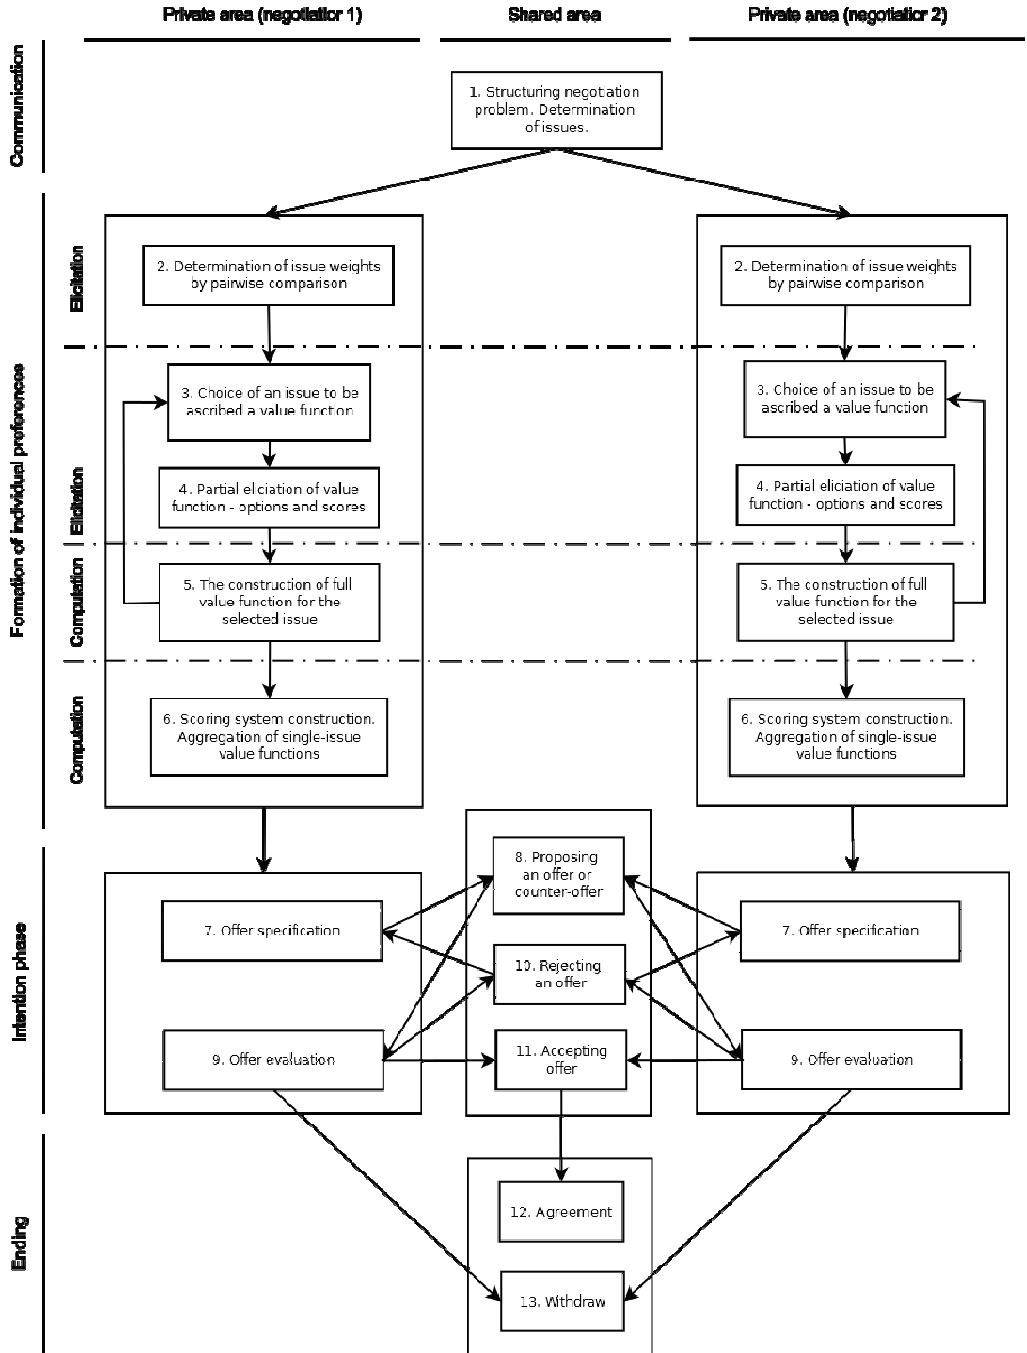 Private area (negotiatior 1)
Shared area
Private area (negotiatior 2)
Communication
1. Structuring negotiation
problem. Determination
of issues.
Formation of individual preferences
Elicitation
2. Determination of issue weights
by pairwise comparison
2. Determination of issue weights
by pairwise comparison
Elicitation
3. Choice of an issue to be
ascribed a value function
3. Choice of an issue to be
ascribed a value function
4. Partial eliciation of value
function - options and scores
4. Partial eliciation of value
function - options and scores
Computation
5. The construction of full
value function for the
selected issue
5. The construction of full
value function for the
selected issue
Computation
6. Scoring system construction.
Aggregation of single-issue
value functions
6. Scoring system construction.
Aggregation of single-issue
value functions
Intention phase
8. Proposing
an offer or
counter-offer
7. Offer specification
7. Offer specification
10. Rejecting
an offer
9. Offer evaluation
11. Accepting
offer
9. Offer evaluation
Ending
12. Agreement
13. Withdraw